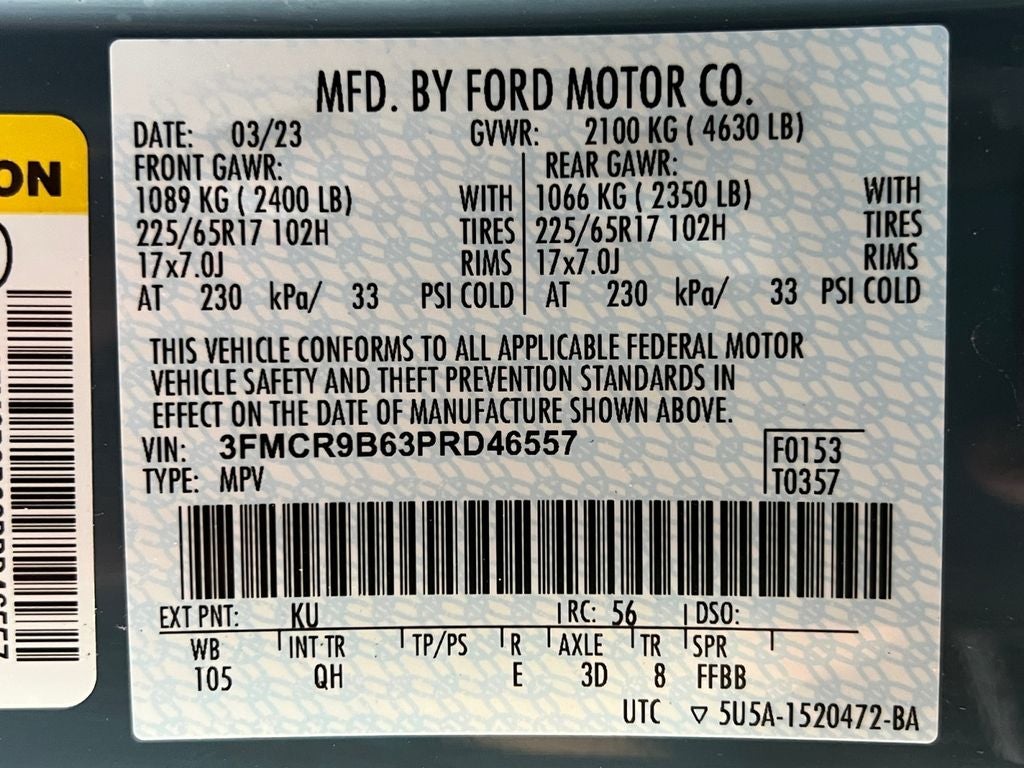 MFD. BY FORD MOTOR CO.
DATE: 03/23 GVWR: 2100 KG ( 4630 LB)
FRONT GAWR: REAR GAWR:
1089 KG ( 2400 LB) WITH 1066 KG ( 2350 LB) WITH
225/65R17 102H TIRES 225/65R17 102H TIRES
17x7.0J RIMS 17x7.0J RIMS
AT 230 kPa/ 33 PSI COLD AT 230 kPa/ 33 PSI COLD
THIS VEHICLE CONFORMS TO ALL APPLICABLE FEDERAL MOTOR
VEHICLE SAFETY AND THEFT PREVENTION STANDARDS IN
EFFECT ON THE DATE OF MANUFACTURE SHOWN ABOVE.
VIN: 3FMCR9B63PRD46557 F0153
TYPE: MPV T0357
EXT PNT: KU RC: 56 DSO:
WB INT TR TP/PS R AXLE TR SPR
105 QH E 3D 8 FFBB
UTC ▽ 5U5A-1520472-BA
ON